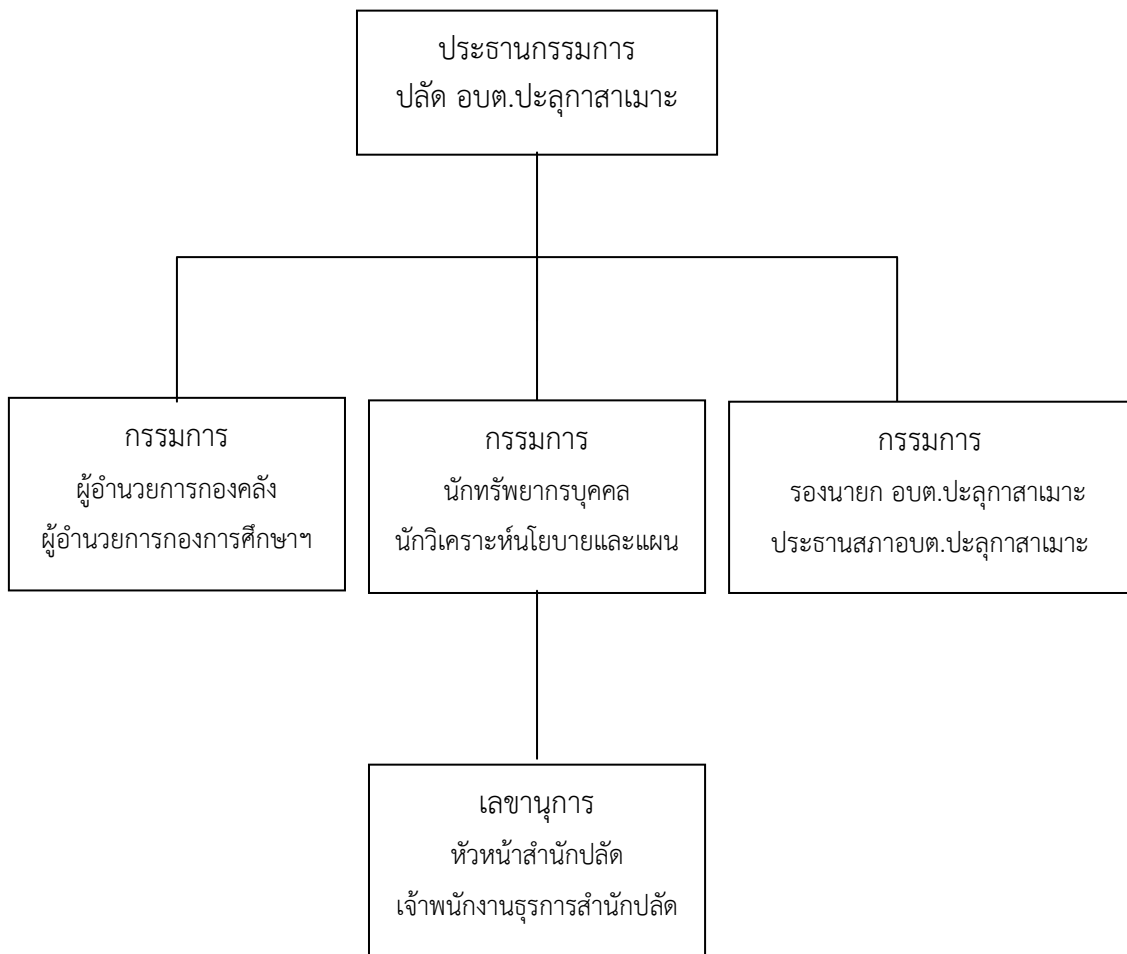 ประธานกรรมการ
ปลัด อบต.ปะลุกาสาเมาะ
กรรมการ
ผู้อำนวยการกองคลัง
ผู้อำนวยการกองการศึกษาฯ
กรรมการ
นักทรัพยากรบุคคล
นักวิเคราะห์นโยบายและแผน
กรรมการ
รองนายก อบต.ปะลุกาสาเมาะ
ประธานสภาอบต.ปะลุกาสาเมาะ
เลขานุการ
หัวหน้าสำนักปลัด
เจ้าพนักงานธุรการสำนักปลัด